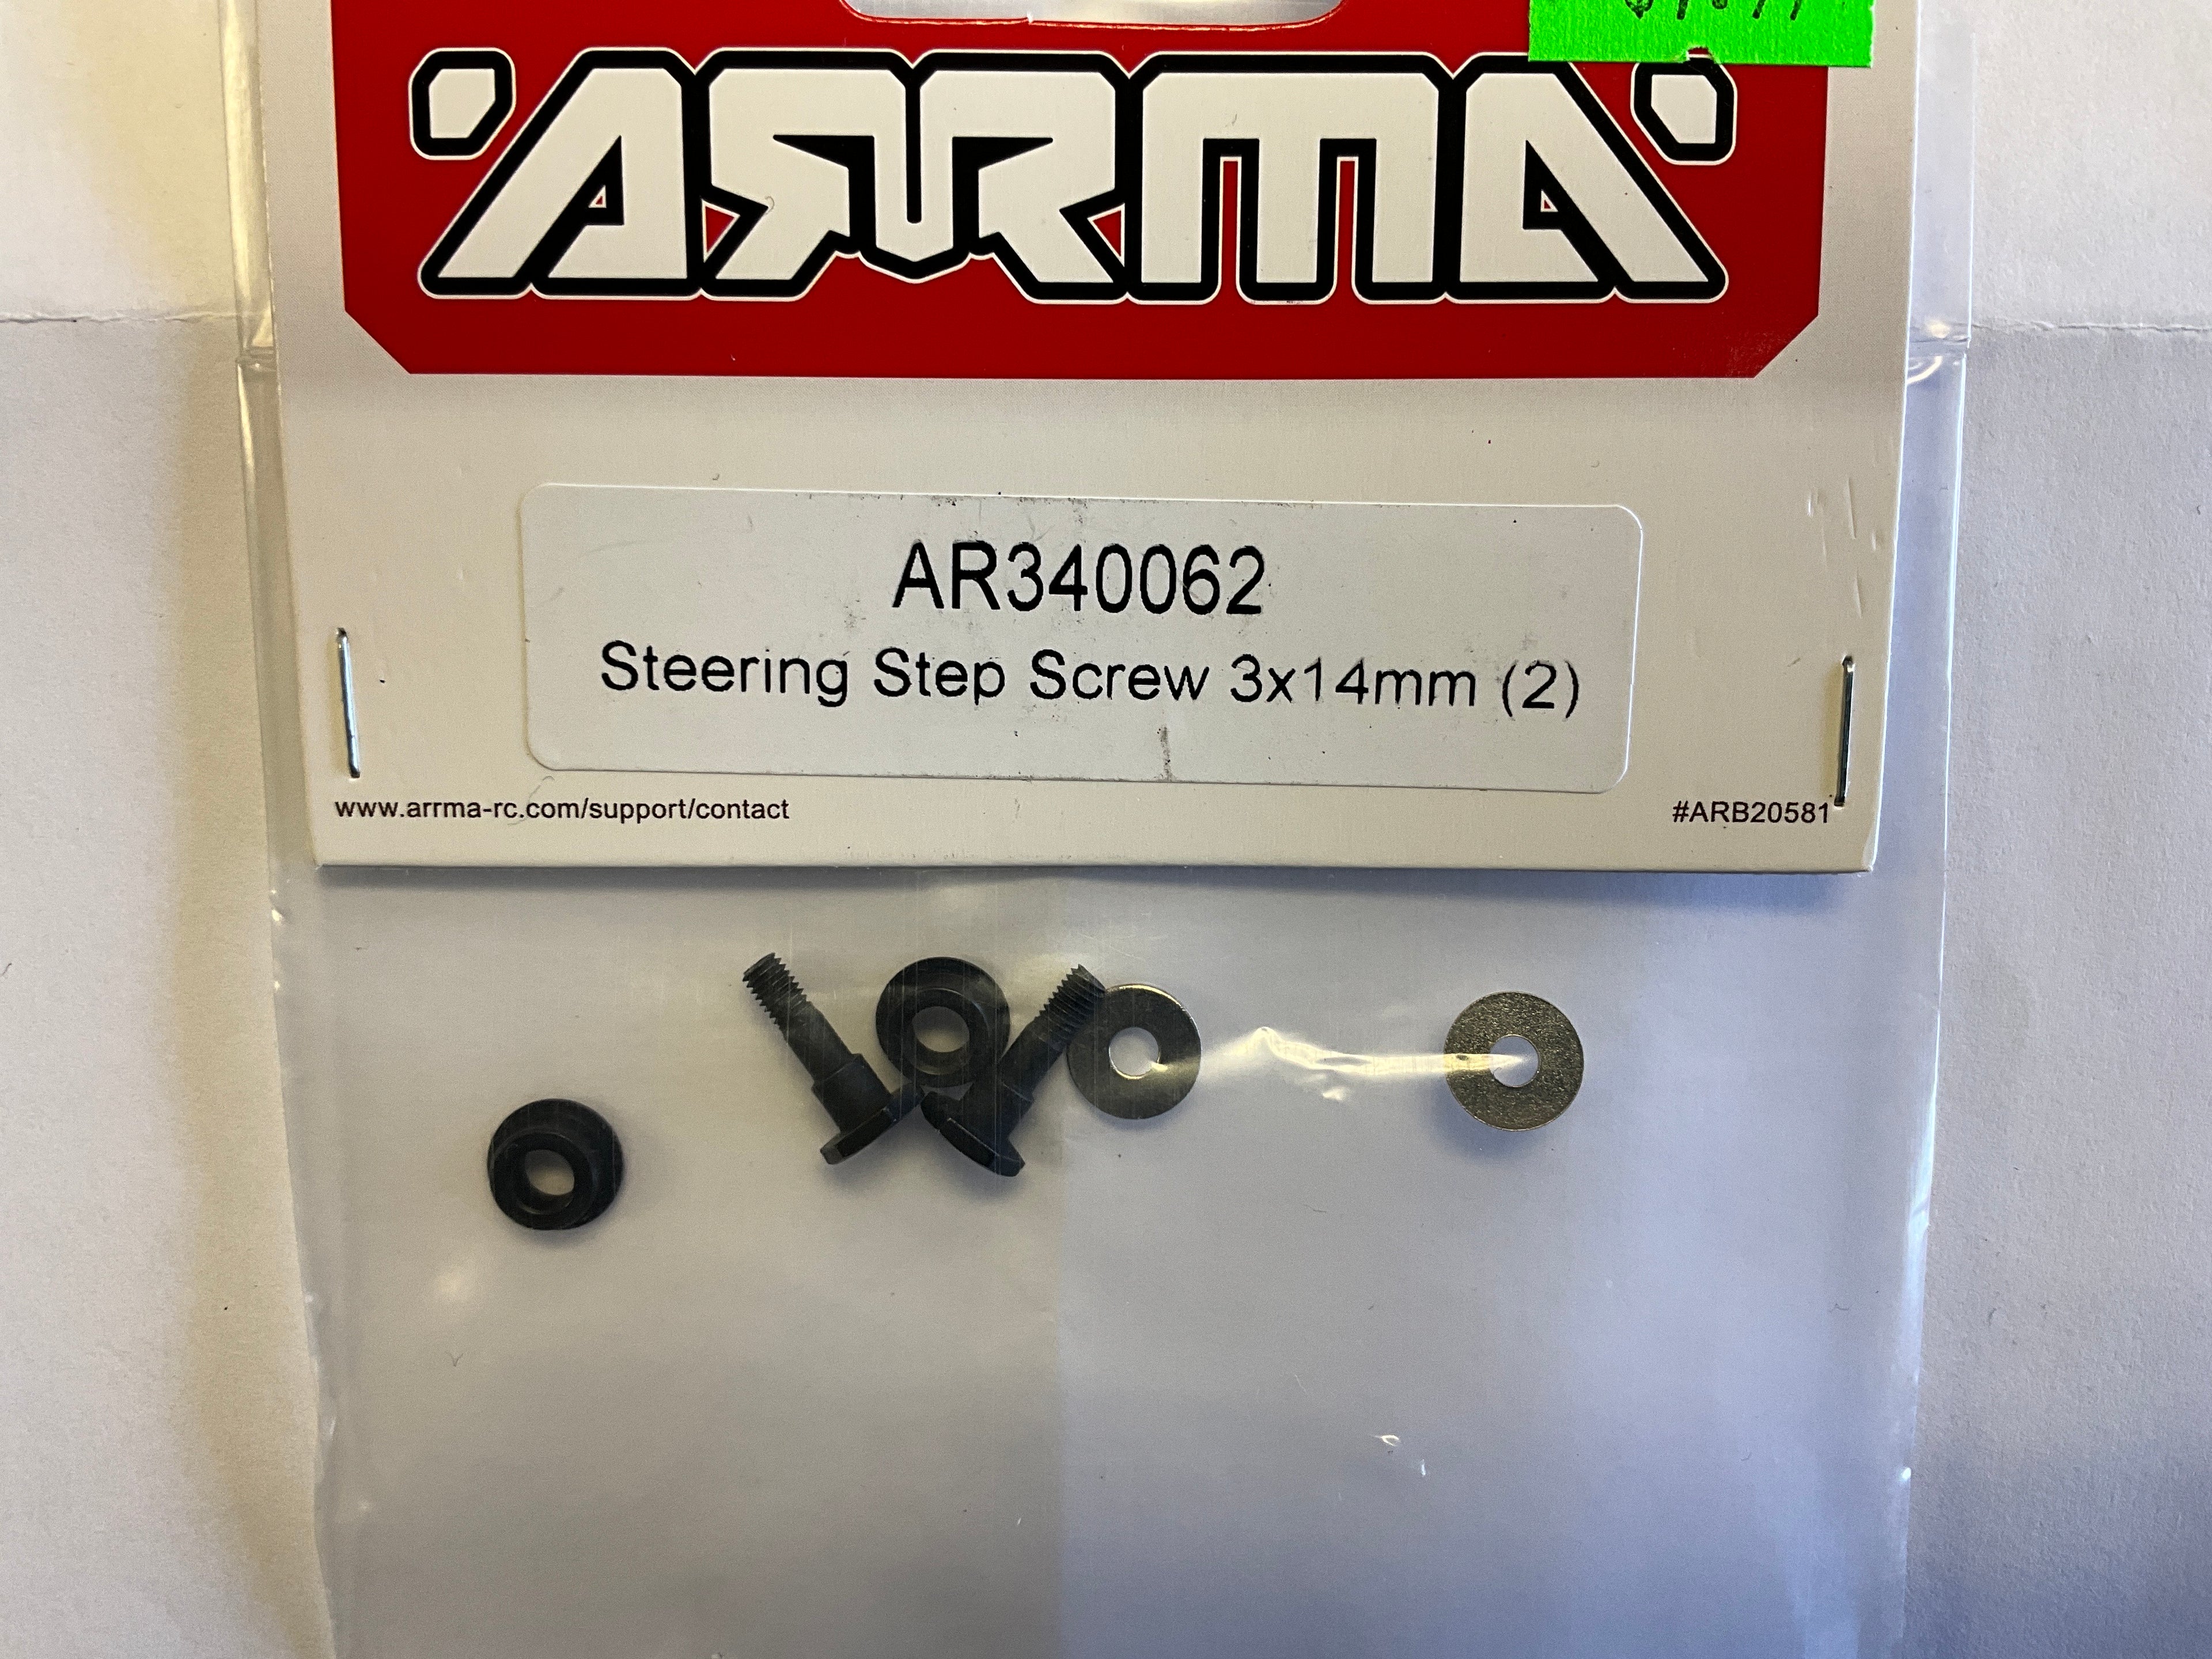 ARRMA
AR340062
Steering Step Screw 3x14mm (2)
www.arrma-rc.com/support/contact
#ARB20581